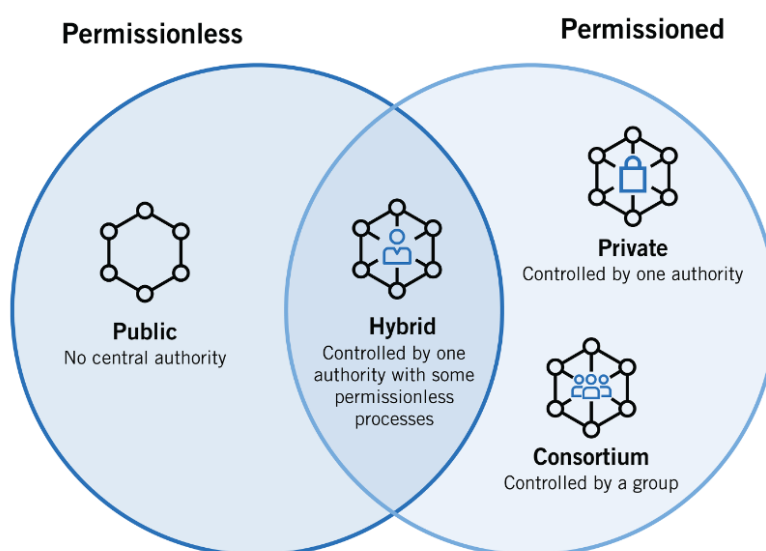 Permissionless
Permissioned
Public
No central authority
Hybrid
Controlled by one
authority with some
permissionless
processes
Private
Controlled by one authority
Consortium
Controlled by a group